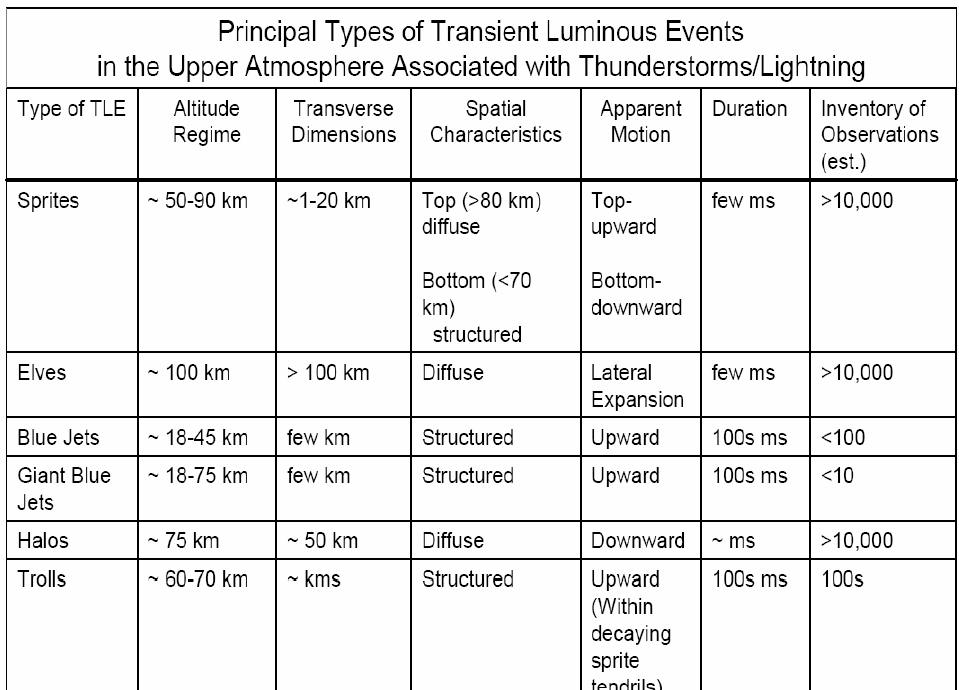 Principal Types of Transient Luminous Events
in the Upper Atmosphere Associated with Thunderstorms/Lightning
Type of TLE
Altitude
Regime
Transverse
Dimensions
Spatial
Characteristics
Apparent
Motion
Duration
Inventory of
Observations
(est.)
Sprites
~ 50-90 km
~1-20 km
Top (>80 km)
diffuse
Bottom (<70
km)
structured
Top-
upward
Bottom-
downward
few ms
>10,000
Elves
~ 100 km
> 100 km
Diffuse
Lateral
Expansion
few ms
>10,000
Blue Jets
~ 18-45 km
few km
Structured
Upward
100s ms
<100
Giant Blue
Jets
~ 18-75 km
few km
Structured
Upward
100s ms
<10
Halos
~ 75 km
~ 50 km
Diffuse
Downward
~ ms
>10,000
Trolls
~ 60-70 km
~ kms
Structured
Upward
(Within
decaying
sprite
tendrils)
100s ms
100s